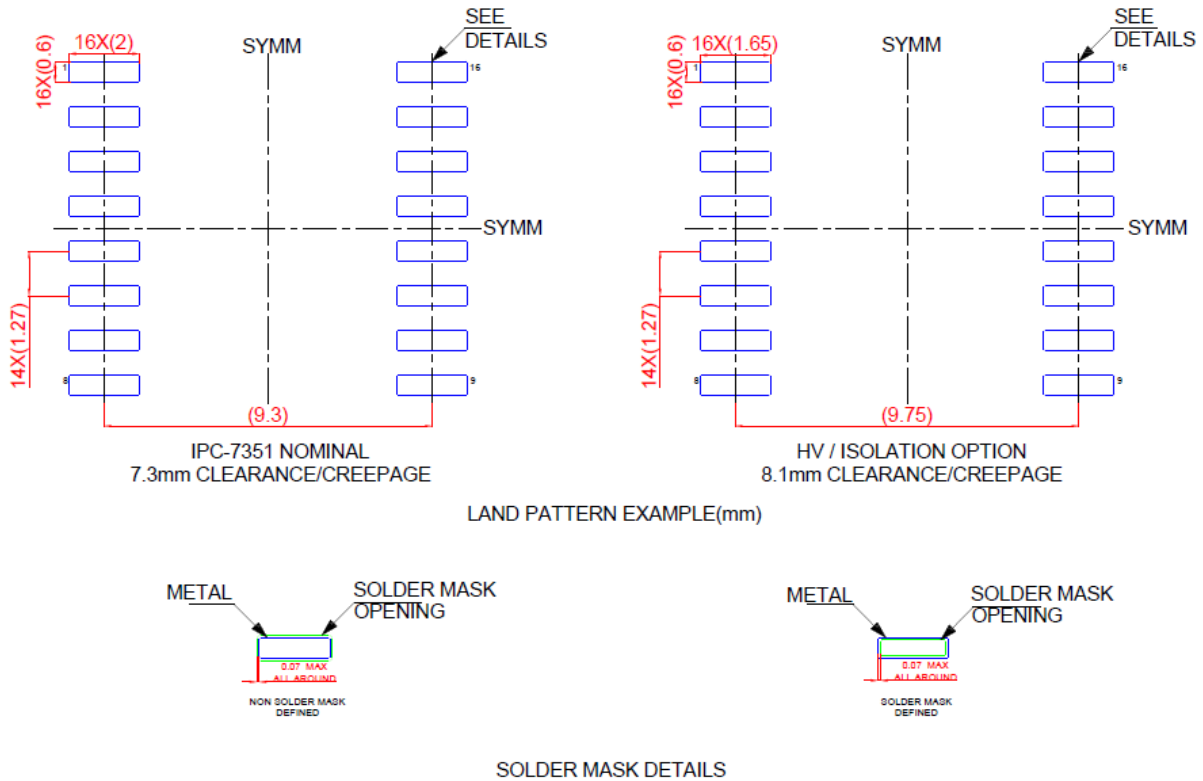 16X(2)
SYMM
SEE
DETAILS
16X(0.6)
1
16
SYMM
14X(1.27)
8
9
(9.3)
IPC-7351 NOMINAL
7.3mm CLEARANCE/CREEPAGE
16X(1.65)
SYMM
SEE
DETAILS
16X(0.6)
1
16
SYMM
14X(1.27)
8
9
(9.75)
HV / ISOLATION OPTION
8.1mm CLEARANCE/CREEPAGE
LAND PATTERN EXAMPLE(mm)
METAL
SOLDER MASK
OPENING
0.07 MAX
ALL AROUND
NON SOLDER MASK
DEFINED
METAL
SOLDER MASK
OPENING
0.07 MAX
ALL AROUND
SOLDER MASK
DEFINED
SOLDER MASK DETAILS